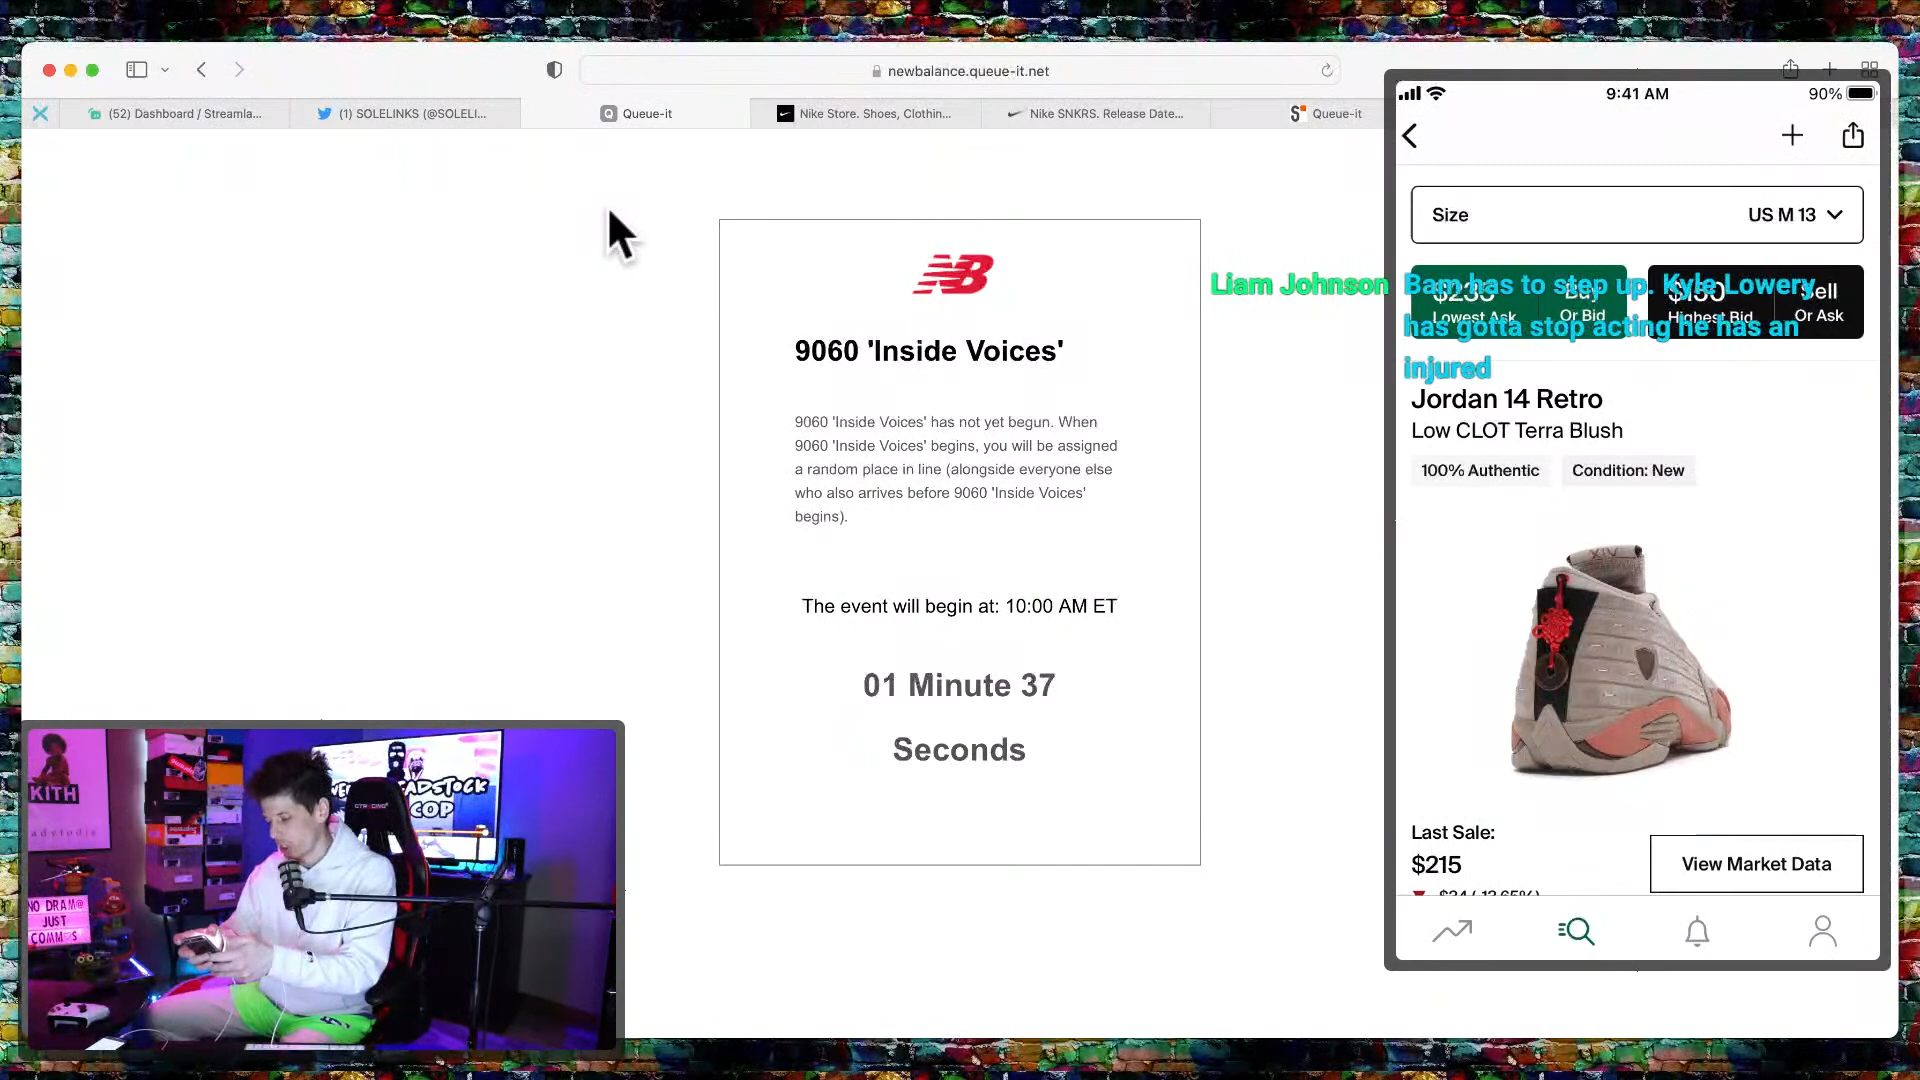 newbalance.queue-it.net
(52) Dashboard / Streamla...
(1) SOLELINKS (@SOLELI...
Queue-it
Nike Store. Shoes, Clothin...
Nike SNKRS. Release Date...
Queue-it
9060 'Inside Voices'
9060 'Inside Voices' has not yet begun. When
9060 'Inside Voices' begins, you will be assigned
a random place in line (alongside everyone else
who also arrives before 9060 'Inside Voices'
begins).
The event will begin at: 10:00 AM ET
01 Minute 37
Seconds
9:41 AM
90%
Size
US M 13
Liam Johnson Bam has to step up. Kyle Lowery
has gotta stop acting he has an
injured
Buy
Or Bid
Lowest Ask
Highest Bid
Sell
Or Ask
Jordan 14 Retro
Low CLOT Terra Blush
100% Authentic
Condition: New
XIV
Last Sale:
$215
View Market Data
KITH
NO DRAM@
JUST
COMMS
COP